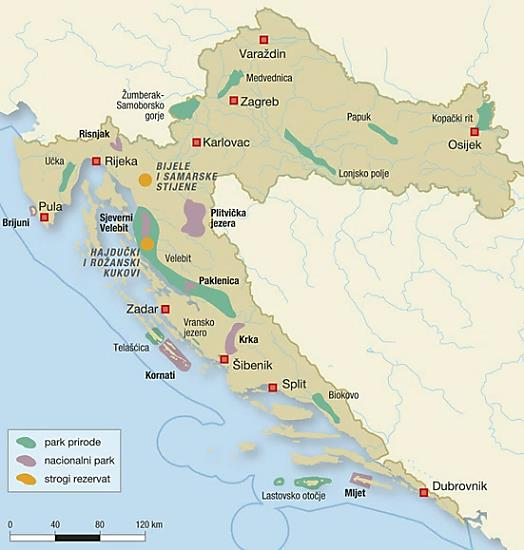 Varaždin
Medvednica
Žumberak-
Samoborsko
gorje
Zagreb
Papuk
Kopački rit
Osijek
Risnjak
Karlovac
Učka
Rijeka
BIJELE
I SAMARSKE
STIJENE
Lonjsko polje
Pula
Brijuni
Sjeverni
Velebit
Plitvička
jezera
HAJDUČKI
I ROŽANSKI
KUKOVI
Velebit
Paklenica
Zadar
Vransko
jezero
Telašćica
Krka
Kornati
Šibenik
Split
Biokovo
park prirode
nacionalni park
strogi rezervat
Lastovsko otočje
Mljet
Dubrovnik
0 40 80 120 km